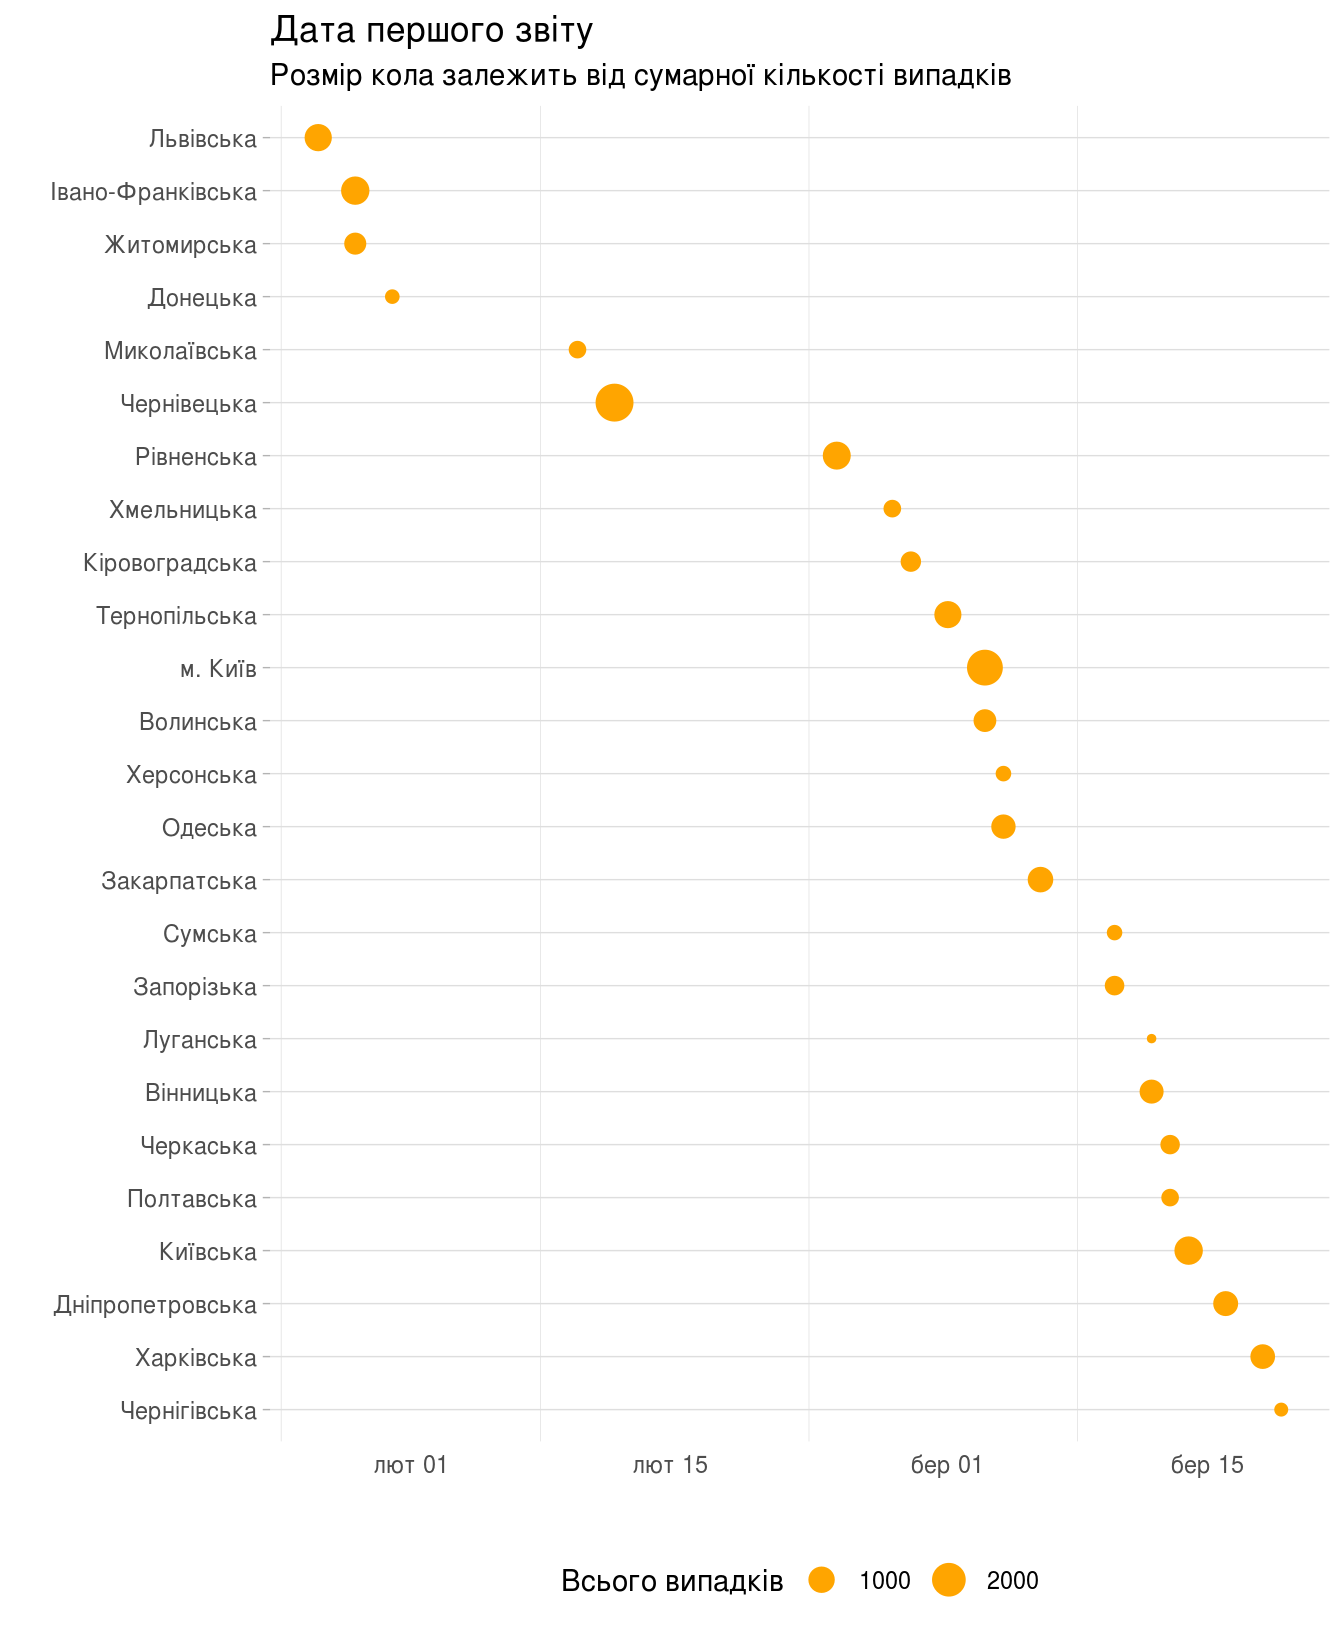 Дата першого звіту
Розмір кола залежить від сумарної кількості випадків
Львівська
Івано-Франківська
Житомирська
Донецька
Миколаївська
Чернівецька
Рівненська
Хмельницька
Кіровоградська
Тернопільська
м. Київ
Волинська
Херсонська
Одеська
Закарпатська
Сумська
Запорізька
Луганська
Вінницька
Черкаська
Полтавська
Київська
Дніпропетровська
Харківська
Чернігівська
лют 01 лют 15 бер 01 бер 15
Всього випадків 1000 2000